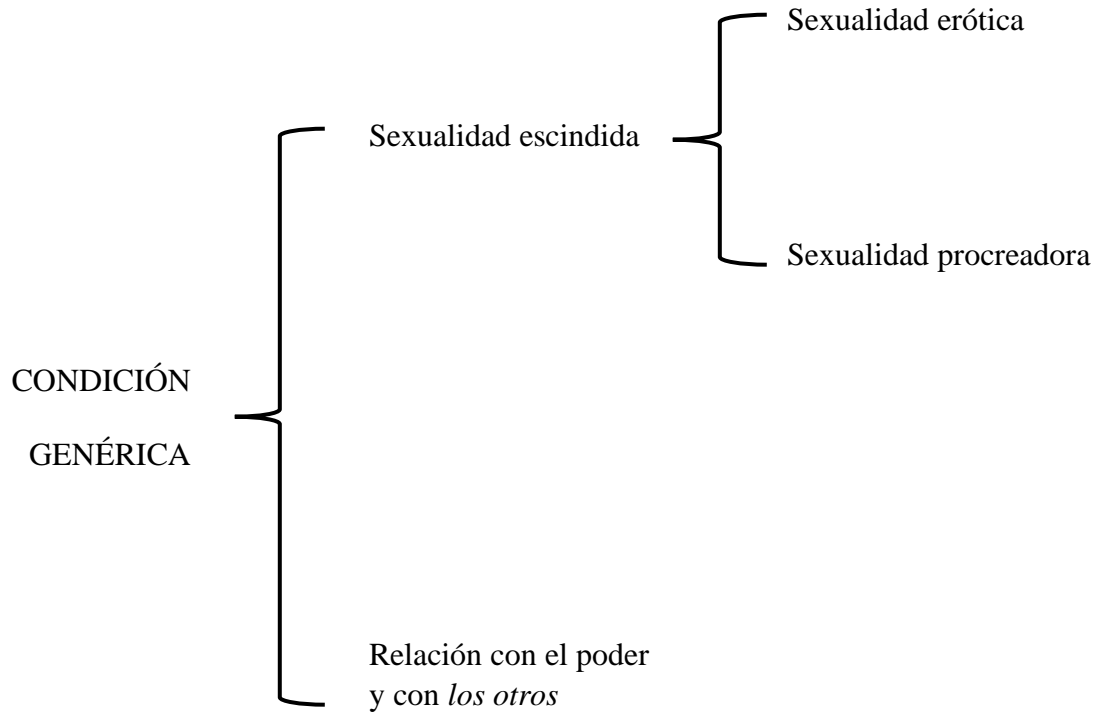 Sexualidad erótica
Sexualidad escindida
Sexualidad procreadora
CONDICIÓN
GENÉRICA
Relación con el poder
y con los otros